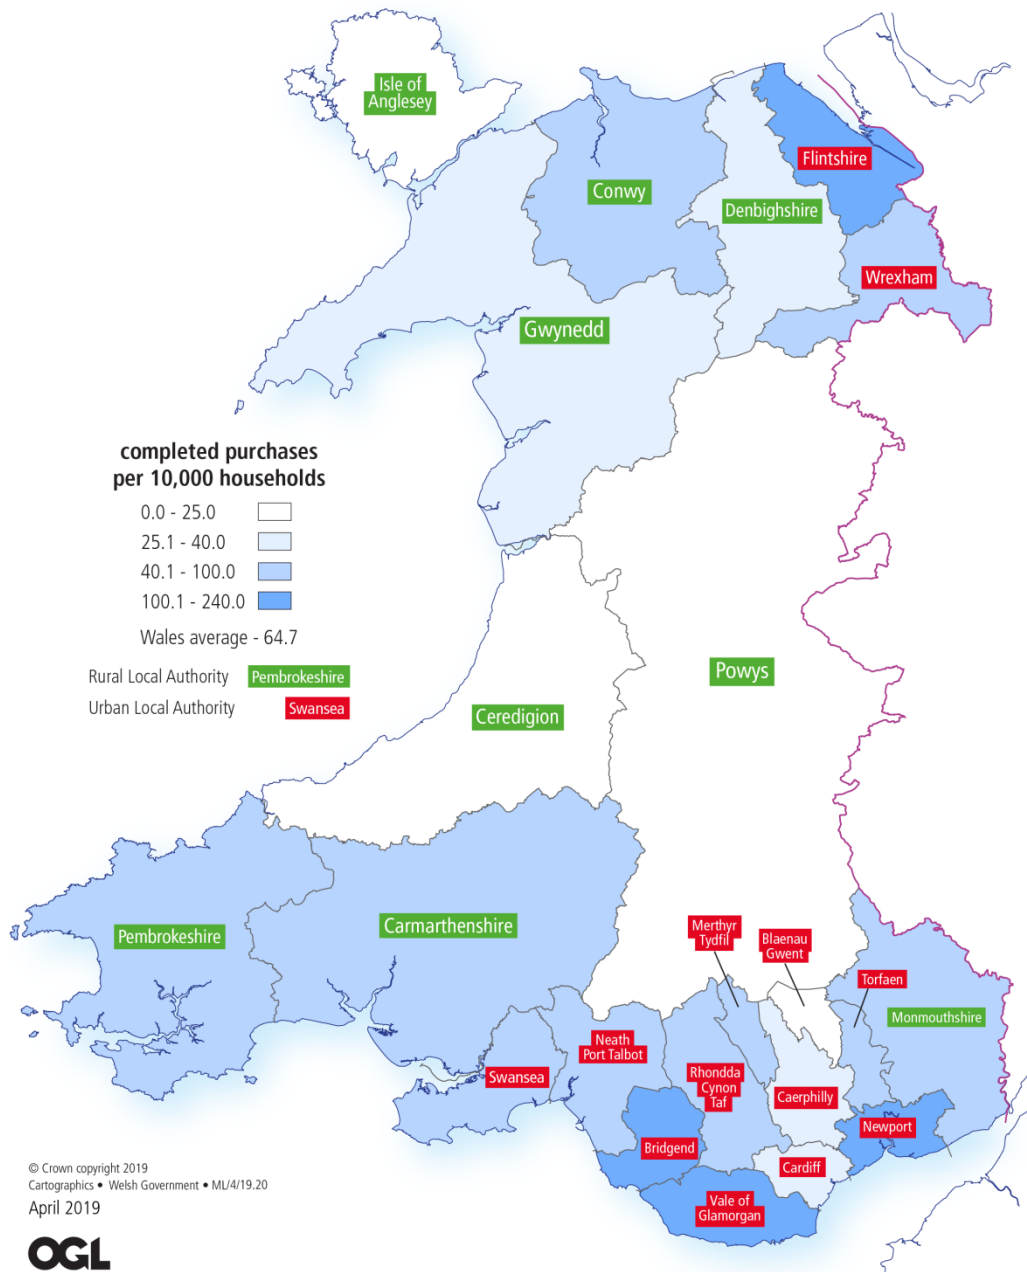 Isle of
Anglesey
Flintshire
Conwy
Denbighshire
Wrexham
Gwynedd
completed purchases
per 10,000 households
0.0 - 25.0
25.1 - 40.0
40.1 - 100.0
100.1 - 240.0
Wales average - 64.7
Rural Local Authority Pembrokeshire
Urban Local Authority Swansea
Powys
Ceredigion
Pembrokeshire
Carmarthenshire
Merthyr
Tydfil
Blaenau
Gwent
Torfaen
Monmouthshire
Neath
Port Talbot
Swansea
Rhondda
Cynon
Taf
Caerphilly
Newport
Bridgend
Cardiff
Vale of
Glamorgan
© Crown copyright 2019
Cartographics • Welsh Government • ML/4/19.20
April 2019
OGL